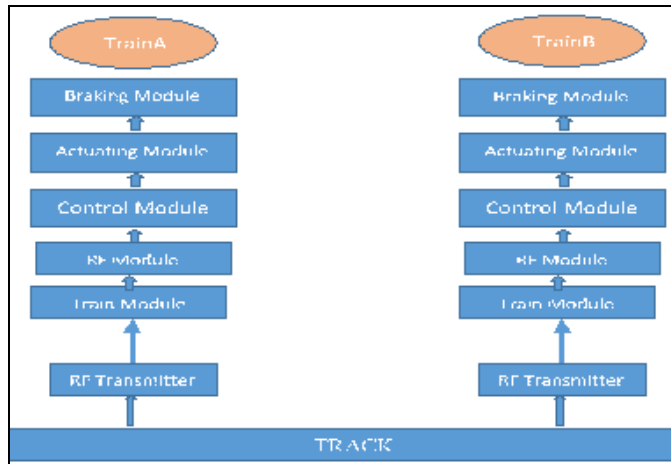 TrainA
TrainB
Braking Module
Braking Module
Actuating Module
Actuating Module
Control Module
Control Module
RF Module
RF Module
Train Module
Train Module
RF Transmitter
RF Transmitter
TRACK